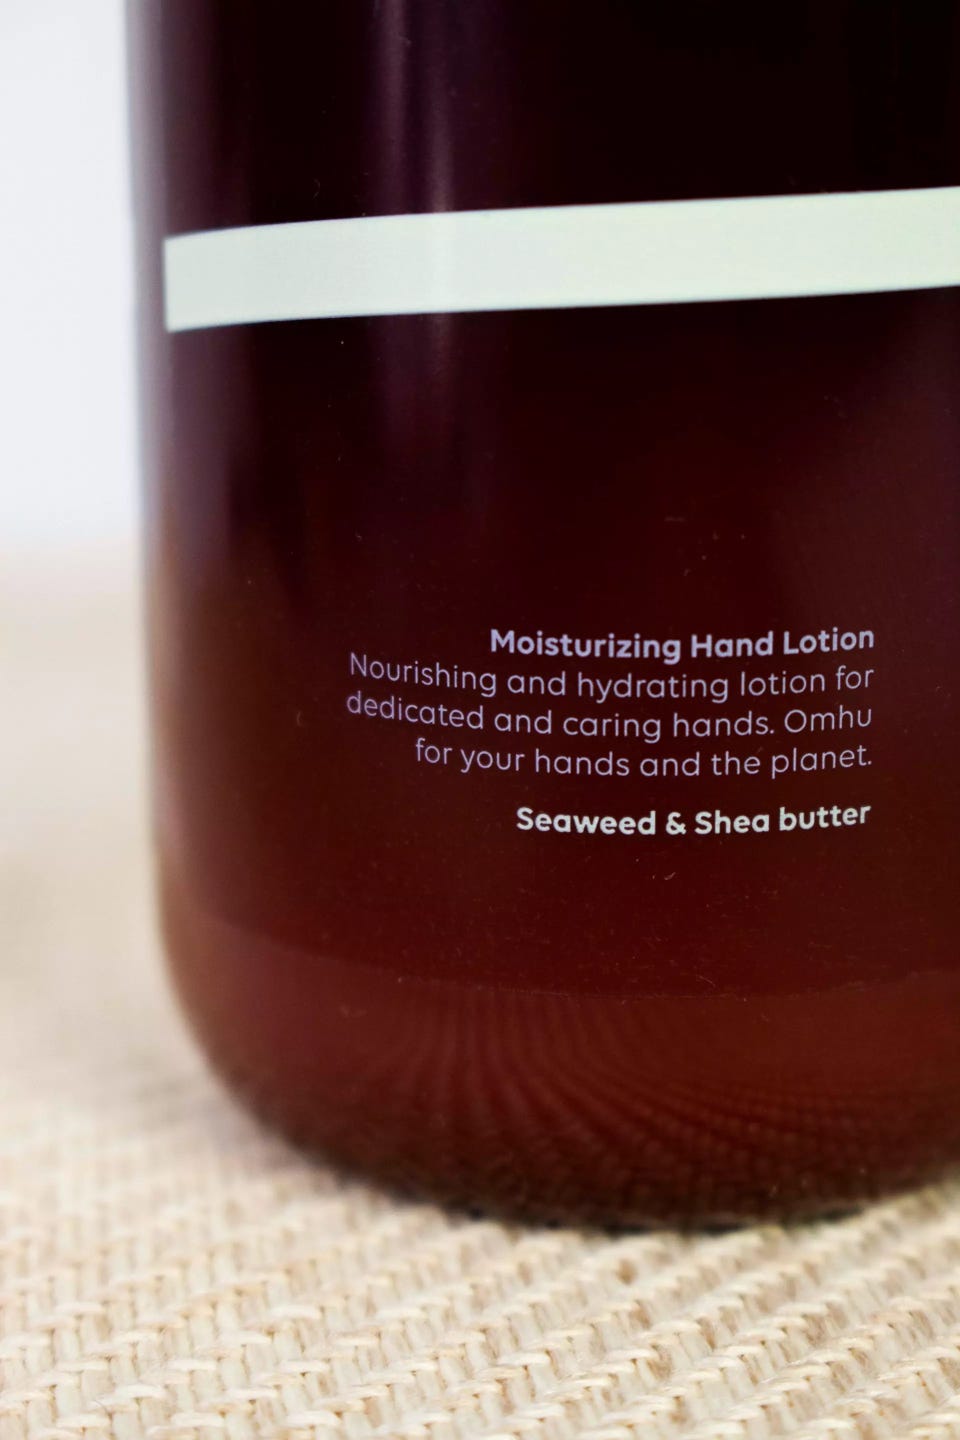 Moisturizing Hand Lotion
Nourishing and hydrating lotion for
dedicated and caring hands. Omhu
for your hands and the planet.
Seaweed & Shea butter